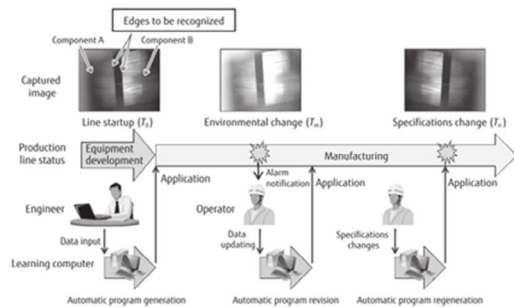 Edges to be recognized
Component A
Component B
Captured
image
Line startup (T₀)
Environmental change (Tₘ)
Specifications change (Tₙ)
Production
line status
Equipment
development
Manufacturing
Alarm
notification
Application
Application
Application
Engineer
Operator
Data input
Data
updating
Specifications
changes
Learning computer
Automatic program generation
Automatic program revision
Automatic program regeneration